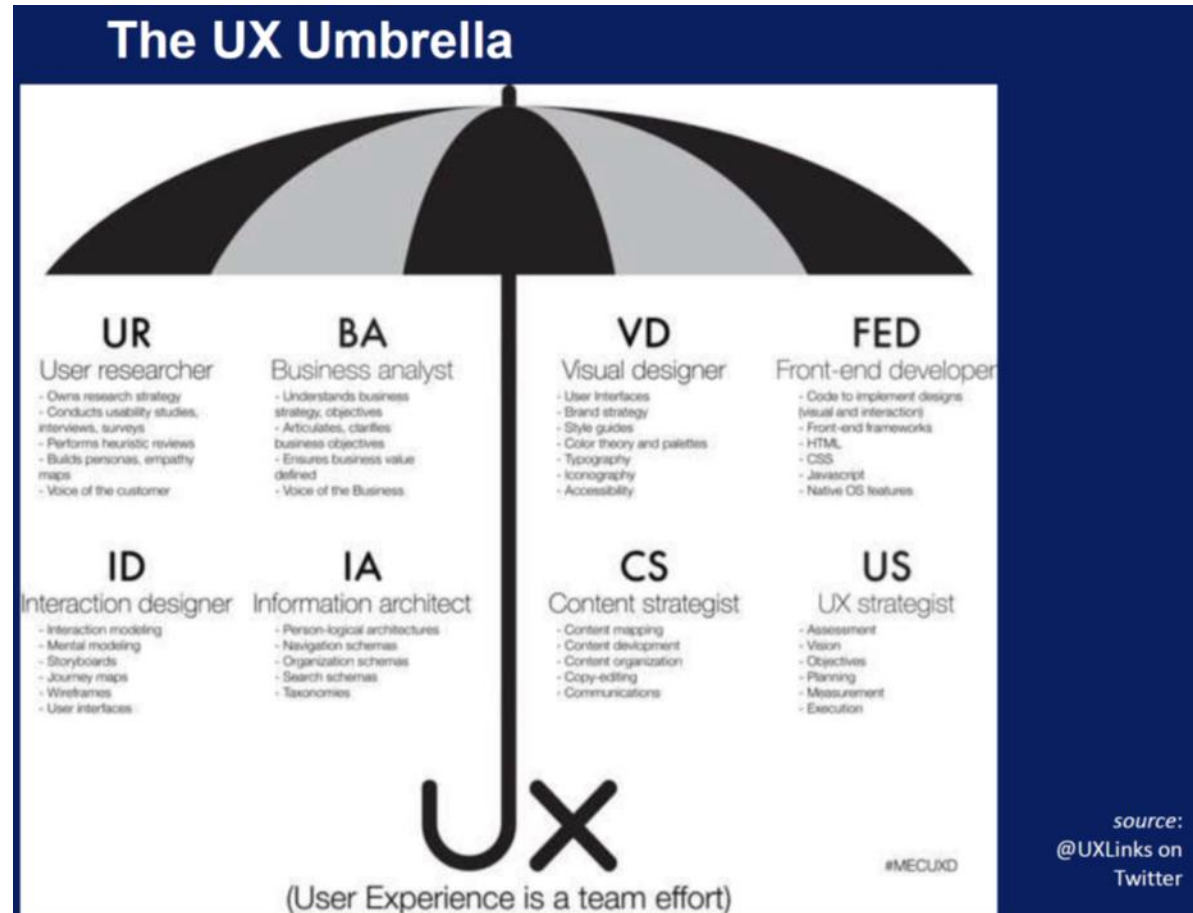 The UX Umbrella
UR
User researcher
- Owns research strategy
- Conducts usability studies,
interviews, surveys
- Performs heuristic reviews
- Builds personas, empathy
maps
- Voice of the customer
BA
Business analyst
- Understands business
strategy, objectives
- Articulates, clarifies
business objectives
- Ensures business value
defined
- Voice of the Business
VD
Visual designer
- User Interfaces
- Brand strategy
- Style guides
- Color theory and palettes
- Typography
- Iconography
- Accessibility
FED
Front-end developer
- Code to implement designs
(visual and interaction)
- Front-end frameworks
- HTML
- CSS
- Javascript
- Native OS features
ID
Interaction designer
- Interaction modeling
- Mental modeling
- Storyboards
- Journey maps
- Wireframes
- User interfaces
IA
Information architect
- Person-logical architectures
- Navigation schemas
- Organization schemas
- Search schemas
- Taxonomies
CS
Content strategist
- Content mapping
- Content devlopment
- Content organization
- Copy-editing
- Communications
US
UX strategist
- Assessment
- Vision
- Objectives
- Planning
- Measurement
- Execution
UX
(User Experience is a team effort)
#MECUXD
source:
@UXLinks on
Twitter